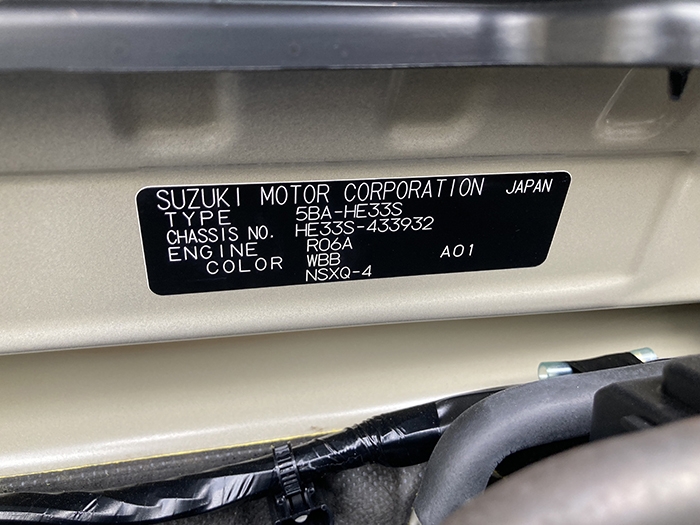 SUZUKI MOTOR CORPORATION JAPAN
TYPE 5BA-HE33S
CHASSIS NO. HE33S-433932
ENGINE R06A
COLOR WBB A01
NSXQ-4